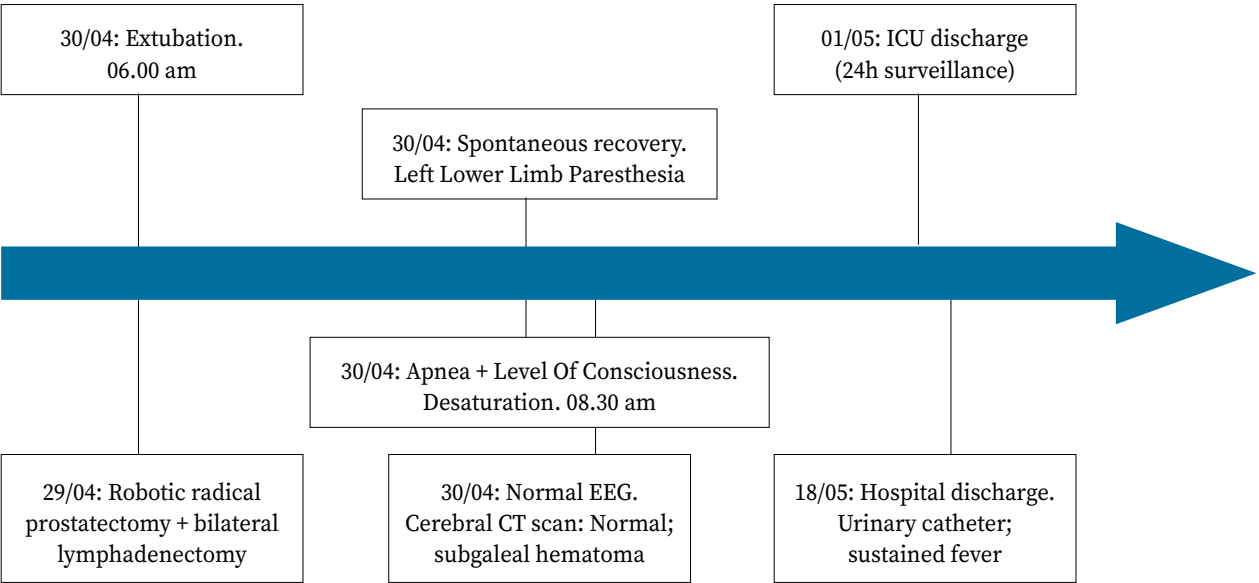 30/04: Extubation.
06.00 am
01/05: ICU discharge
(24h surveillance)
30/04: Spontaneous recovery.
Left Lower Limb Paresthesia
30/04: Apnea + Level Of Consciousness.
Desaturation. 08.30 am
29/04: Robotic radical
prostatectomy + bilateral
lymphadenectomy
30/04: Normal EEG.
Cerebral CT scan: Normal;
subgaleal hematoma
18/05: Hospital discharge.
Urinary catheter;
sustained fever